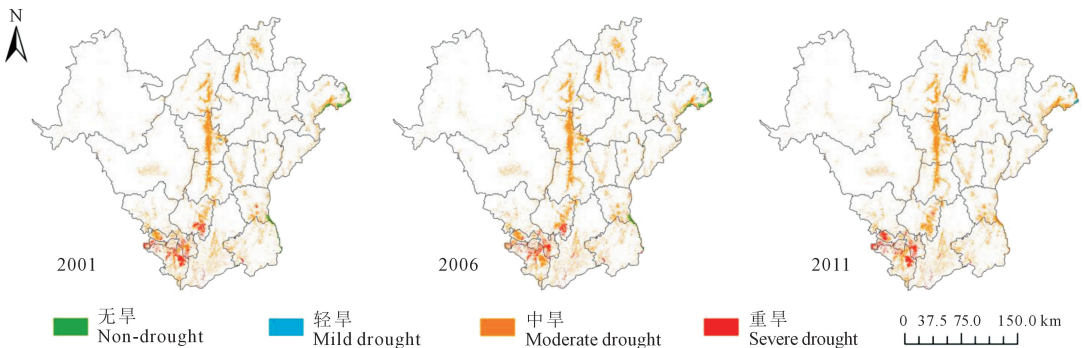 N
2001
2006
2011
无旱
Non-drought
轻旱
Mild drought
中旱
Moderate drought
重旱
Severe drought
0 37.5 75.0 150.0 km